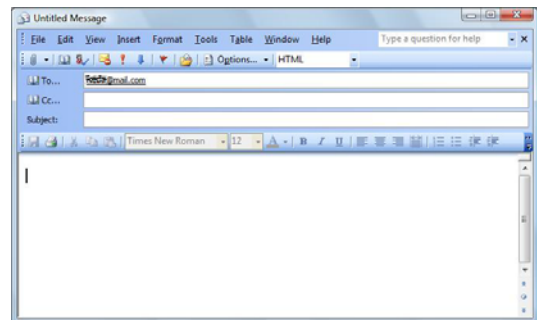 Untitled Message
File Edit View Insert Format Tools Table Window Help Type a question for help
Options... HTML
To... @mail.com
Cc...
Subject:
Times New Roman 12 A B I U